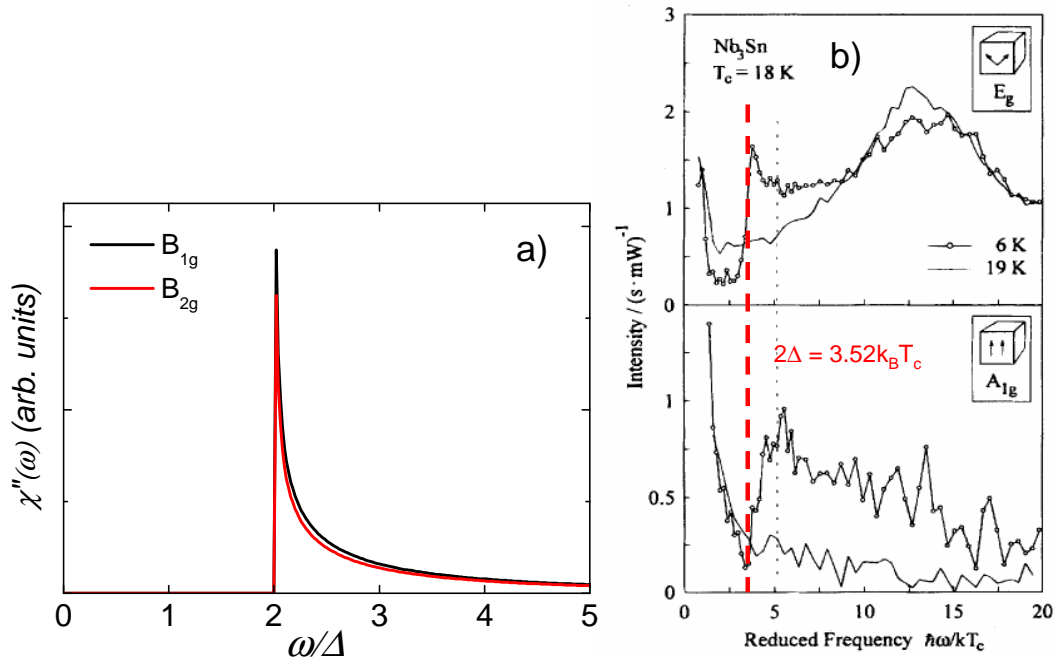 a)
B1g
B2g
χ''(ω) (arb. units)
0
1
2
3
4
5
ω/Δ
b)
Nb3Sn
Tc = 18 K
Eg
3
2
1
0
6 K
19 K
Intensity / (s · mW)-1
2Δ = 3.52kBTc
A1g
1
0.5
0
0
5
10
15
20
Reduced Frequency ħω/kTc